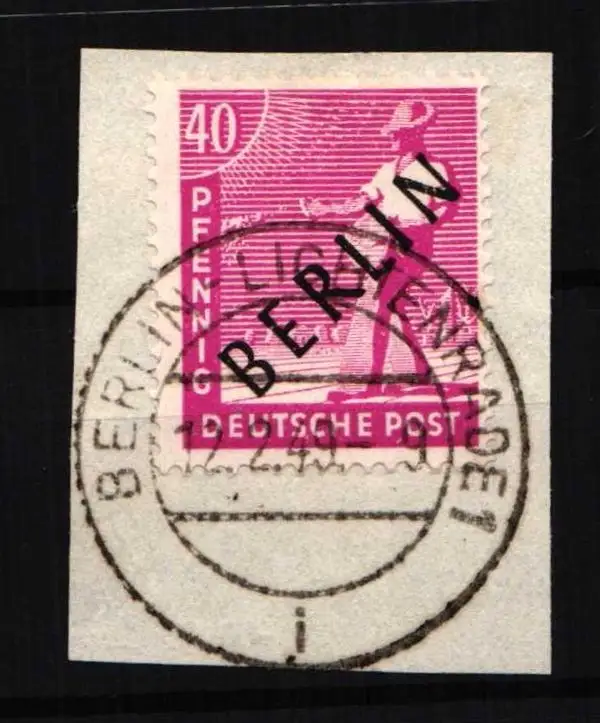 40
PFENNIG
BERLIN
DEUTSCHE POST
BERLIN-LICHTENRADE 1
12.2.49-9
j